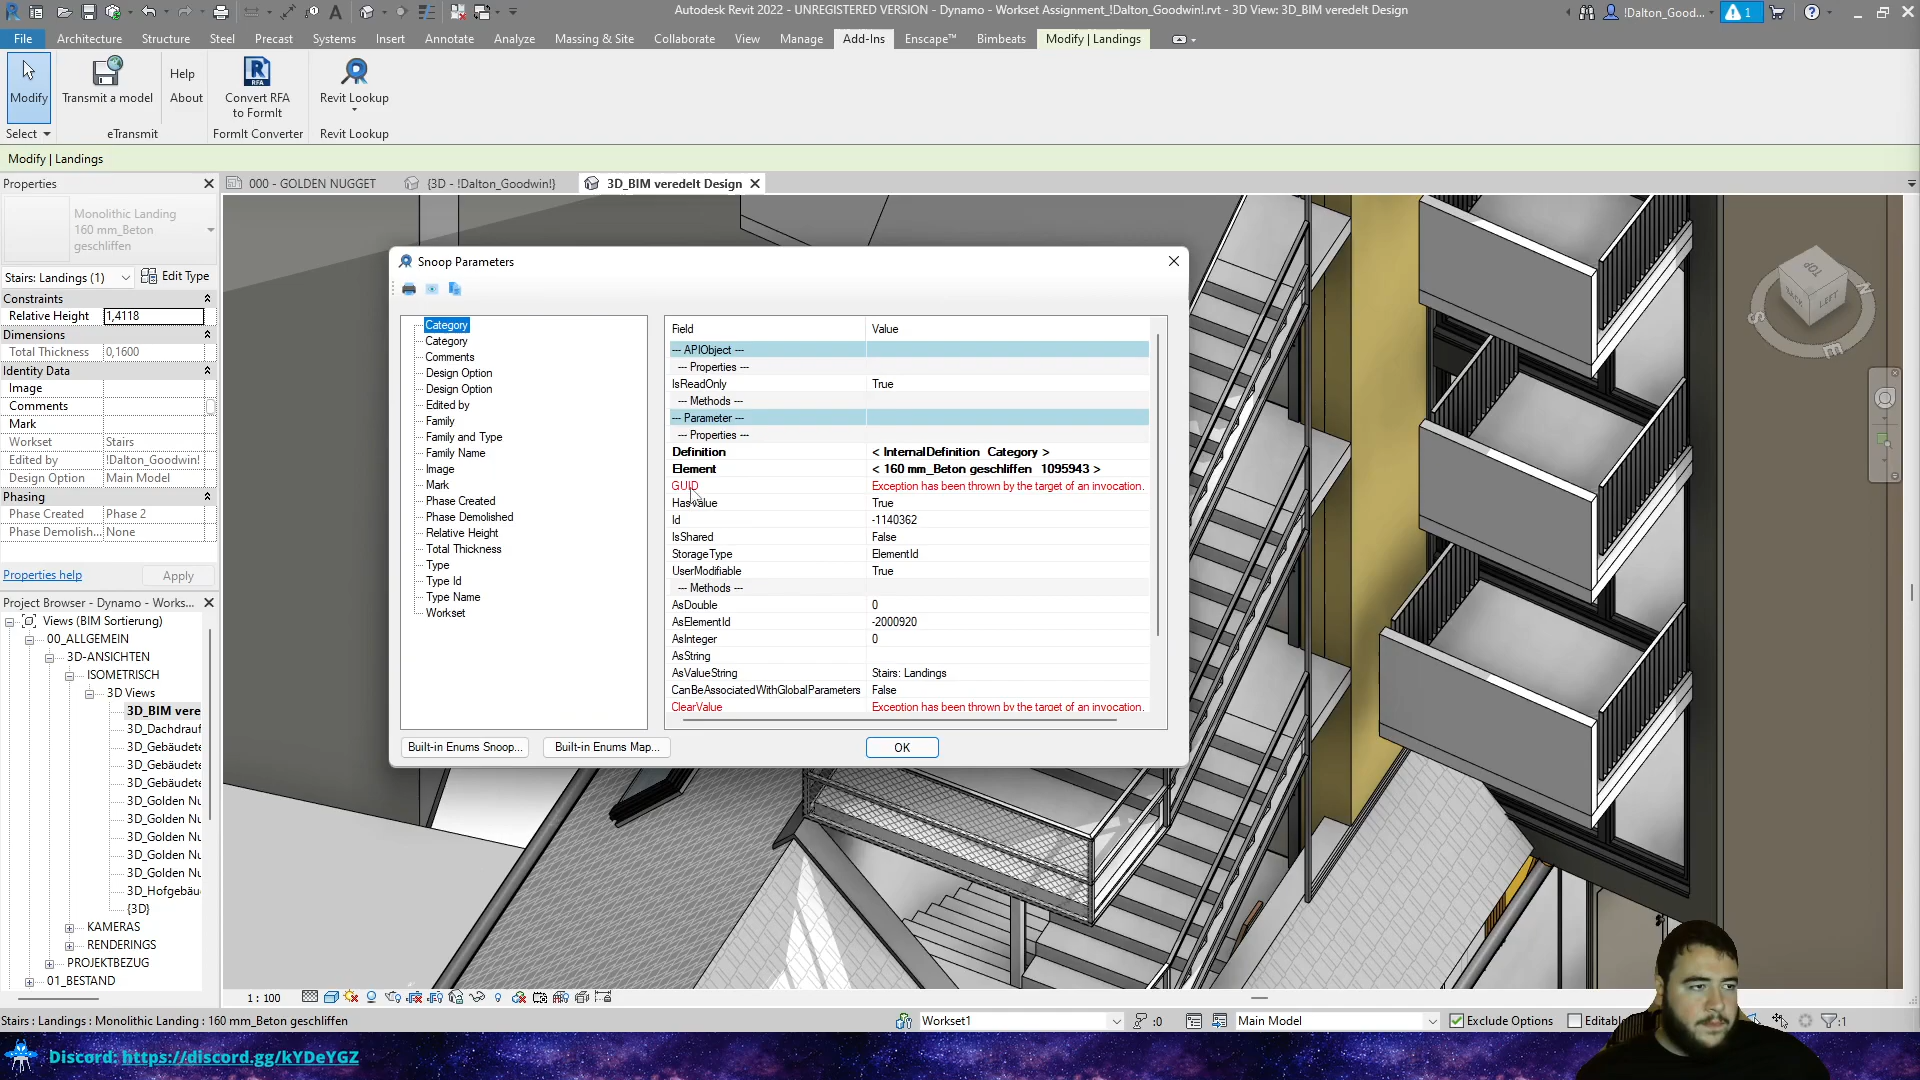 Autodesk Revit 2022 - UNREGISTERED VERSION - Dynamo - Workset Assignment_!Dalton_Goodwin!.rvt - 3D View: 3D_BIM veredelt Design
!Dalton_Good...
1
File
Architecture
Structure
Steel
Precast
Systems
Insert
Annotate
Analyze
Massing & Site
Collaborate
View
Manage
Add-Ins
Enscape™
Bimbeats
Modify | Landings
Modify
Transmit a model
Help
About
Convert RFA
to FormIt
Revit Lookup
Select
eTransmit
FormIt Converter
Revit Lookup
Modify | Landings
Properties
000 - GOLDEN NUGGET
{3D - !Dalton_Goodwin!}
3D_BIM veredelt Design
Monolithic Landing
160 mm_Beton
geschliffen
Stairs: Landings (1)
Edit Type
Constraints
Relative Height 1,4118
Dimensions
Total Thickness 0,1600
Identity Data
Image
Comments
Mark
Workset Stairs
Edited by !Dalton_Goodwin!
Design Option Main Model
Phasing
Phase Created Phase 2
Phase Demolish... None
Properties help
Apply
Project Browser - Dynamo - Works...
Views (BIM Sortierung)
00_ALLGEMEIN
3D-ANSICHTEN
ISOMETRISCH
3D Views
3D_BIM vere
3D_Dachdrauf
3D_Gebäudete
3D_Gebäudete
3D_Gebäudete
3D_Golden Nu
3D_Golden Nu
3D_Golden Nu
3D_Golden Nu
3D_Golden Nu
3D_Hofgebäu
{3D}
KAMERAS
RENDERINGS
PROJEKTBEZUG
01_BESTAND
Snoop Parameters
Category
Category
Comments
Design Option
Design Option
Edited by
Family
Family and Type
Family Name
Image
Mark
Phase Created
Phase Demolished
Relative Height
Total Thickness
Type
Type Id
Type Name
Workset
Field Value
--- APIObject ---
--- Properties ---
IsReadOnly True
--- Methods ---
--- Parameter ---
--- Properties ---
Definition < InternalDefinition Category >
Element < 160 mm_Beton geschliffen 1095943 >
GUID Exception has been thrown by the target of an invocation.
HasValue True
Id -1140362
IsShared False
StorageType ElementId
UserModifiable True
--- Methods ---
AsDouble 0
AsElementId -2000920
AsInteger 0
AsString
AsValueString Stairs: Landings
CanBeAssociatedWithGlobalParameters False
ClearValue Exception has been thrown by the target of an invocation.
Built-in Enums Snoop...
Built-in Enums Map...
OK
TOP
BACK
LEFT
N
S
E
1 : 100
Stairs : Landings : Monolithic Landing : 160 mm_Beton geschliffen
Workset1
:0
Main Model
Exclude Options
Editabl
:1
Discord: https://discord.gg/kYDeYGZ